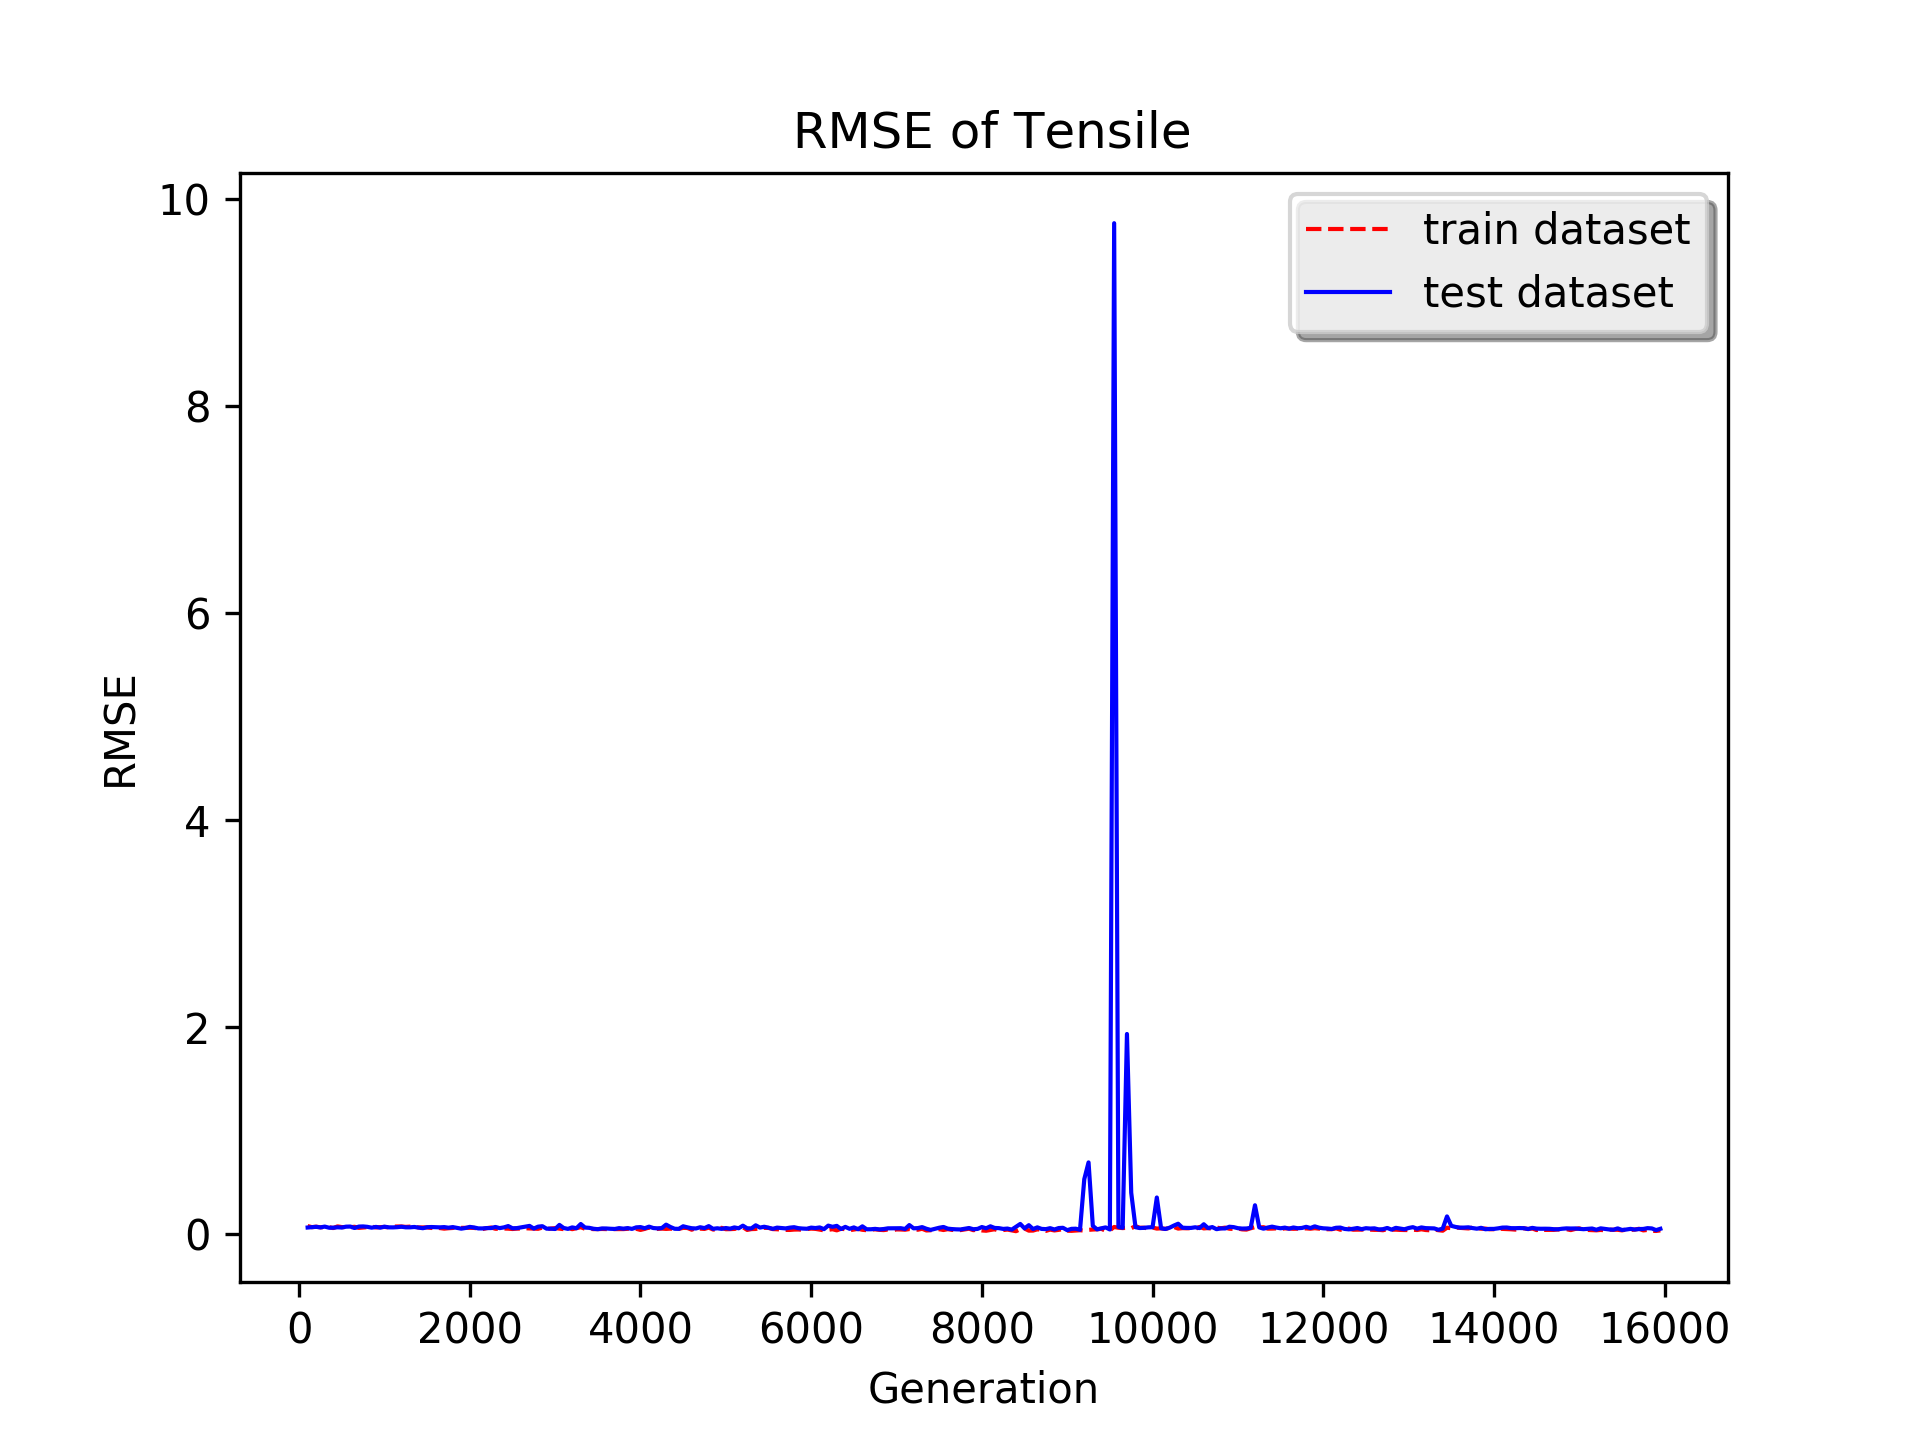 RMSE of Tensile
train dataset
test dataset
10
8
6
4
2
0
RMSE
0 2000 4000 6000 8000 10000 12000 14000 16000
Generation